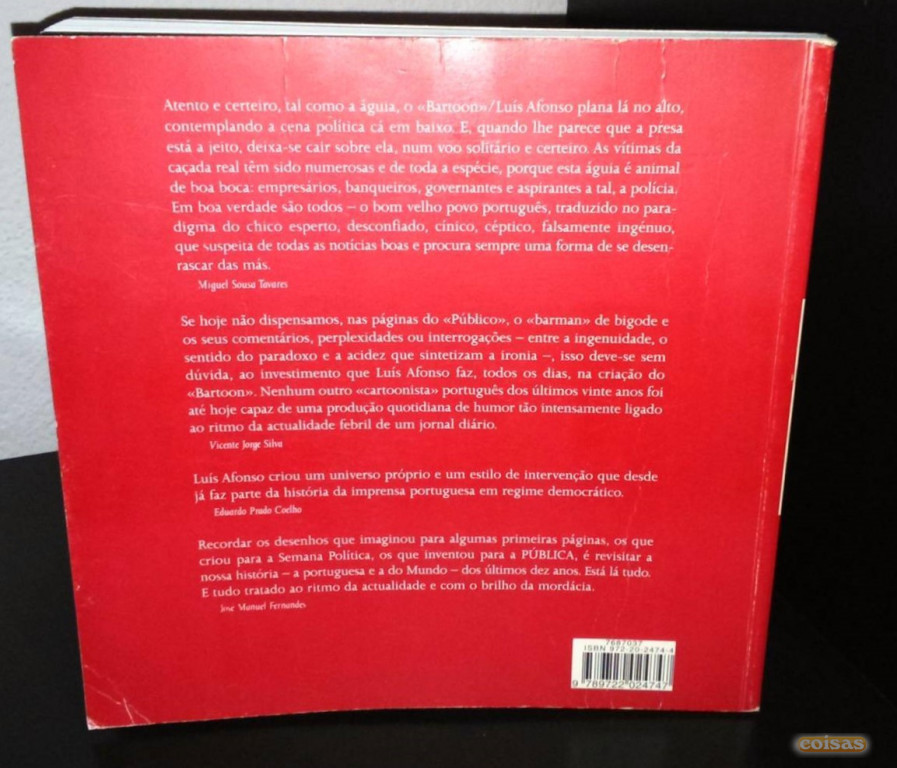 Atento e certeiro, tal como a águia, o «Bartoon»/Luís Afonso plana lá no alto,
contemplando a cena política cá em baixo. E, quando lhe parece que a presa
está a jeito, deixa-se cair sobre ela, num voo solitário e certeiro. As vítimas da
caçada real têm sido numerosas e de toda a espécie, porque esta águia é animal
de boa boca: empresários, banqueiros, governantes e aspirantes a tal, a polícia.
Em boa verdade são todos – o bom velho povo português, traduzido no para-
digma do chico esperto, desconfiado, cínico, céptico, falsamente ingénuo,
que suspeita de todas as notícias boas e procura sempre uma forma de se desen-
rascar das más.
Miguel Sousa Tavares
Se hoje não dispensamos, nas páginas do «Público», o «barman» de bigode e
os seus comentários, perplexidades ou interrogações – entre a ingenuidade, o
sentido do paradoxo e a acidez que sintetizam a ironia –, isso deve-se sem
dúvida, ao investimento que Luís Afonso faz, todos os dias, na criação do
«Bartoon». Nenhum outro «cartoonista» português dos últimos vinte anos foi
até hoje capaz de uma produção quotidiana de humor tão intensamente ligado
ao ritmo da actualidade febril de um jornal diário.
Vicente Jorge Silva
Luís Afonso criou um universo próprio e um estilo de intervenção que desde
já faz parte da história da imprensa portuguesa em regime democrático.
Eduardo Prado Coelho
Recordar os desenhos que imaginou para algumas primeiras páginas, os que
criou para a Semana Política, os que inventou para a PÚBLICA, é revisitar a
nossa história – a portuguesa e a do Mundo – dos últimos dez anos. Está lá tudo.
E tudo tratado ao ritmo da actualidade e com o brilho da mordácia.
José Manuel Fernandes
7687037
ISBN 972-20-2474-4
9 789722 024747
coisas